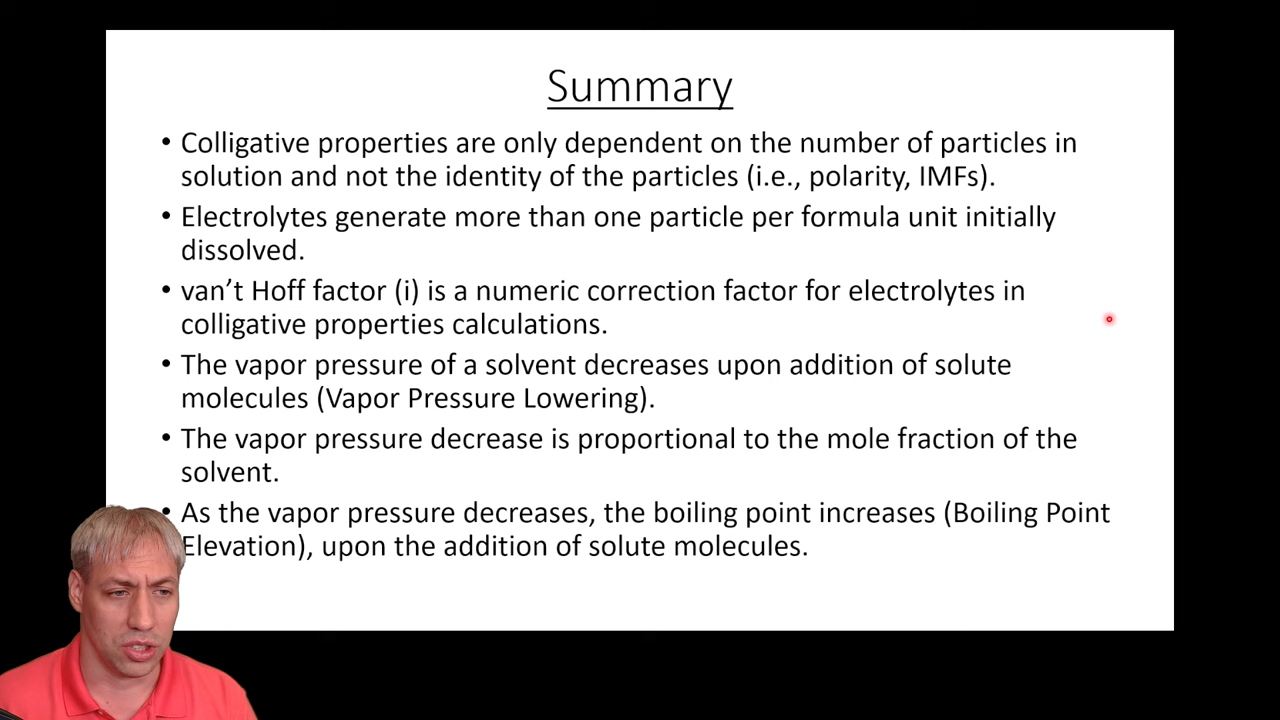 Summary
• Colligative properties are only dependent on the number of particles in
solution and not the identity of the particles (i.e., polarity, IMFs).
• Electrolytes generate more than one particle per formula unit initially
dissolved.
• van’t Hoff factor (i) is a numeric correction factor for electrolytes in
colligative properties calculations.
• The vapor pressure of a solvent decreases upon addition of solute
molecules (Vapor Pressure Lowering).
• The vapor pressure decrease is proportional to the mole fraction of the
solvent.
• As the vapor pressure decreases, the boiling point increases (Boiling Point
Elevation), upon the addition of solute molecules.